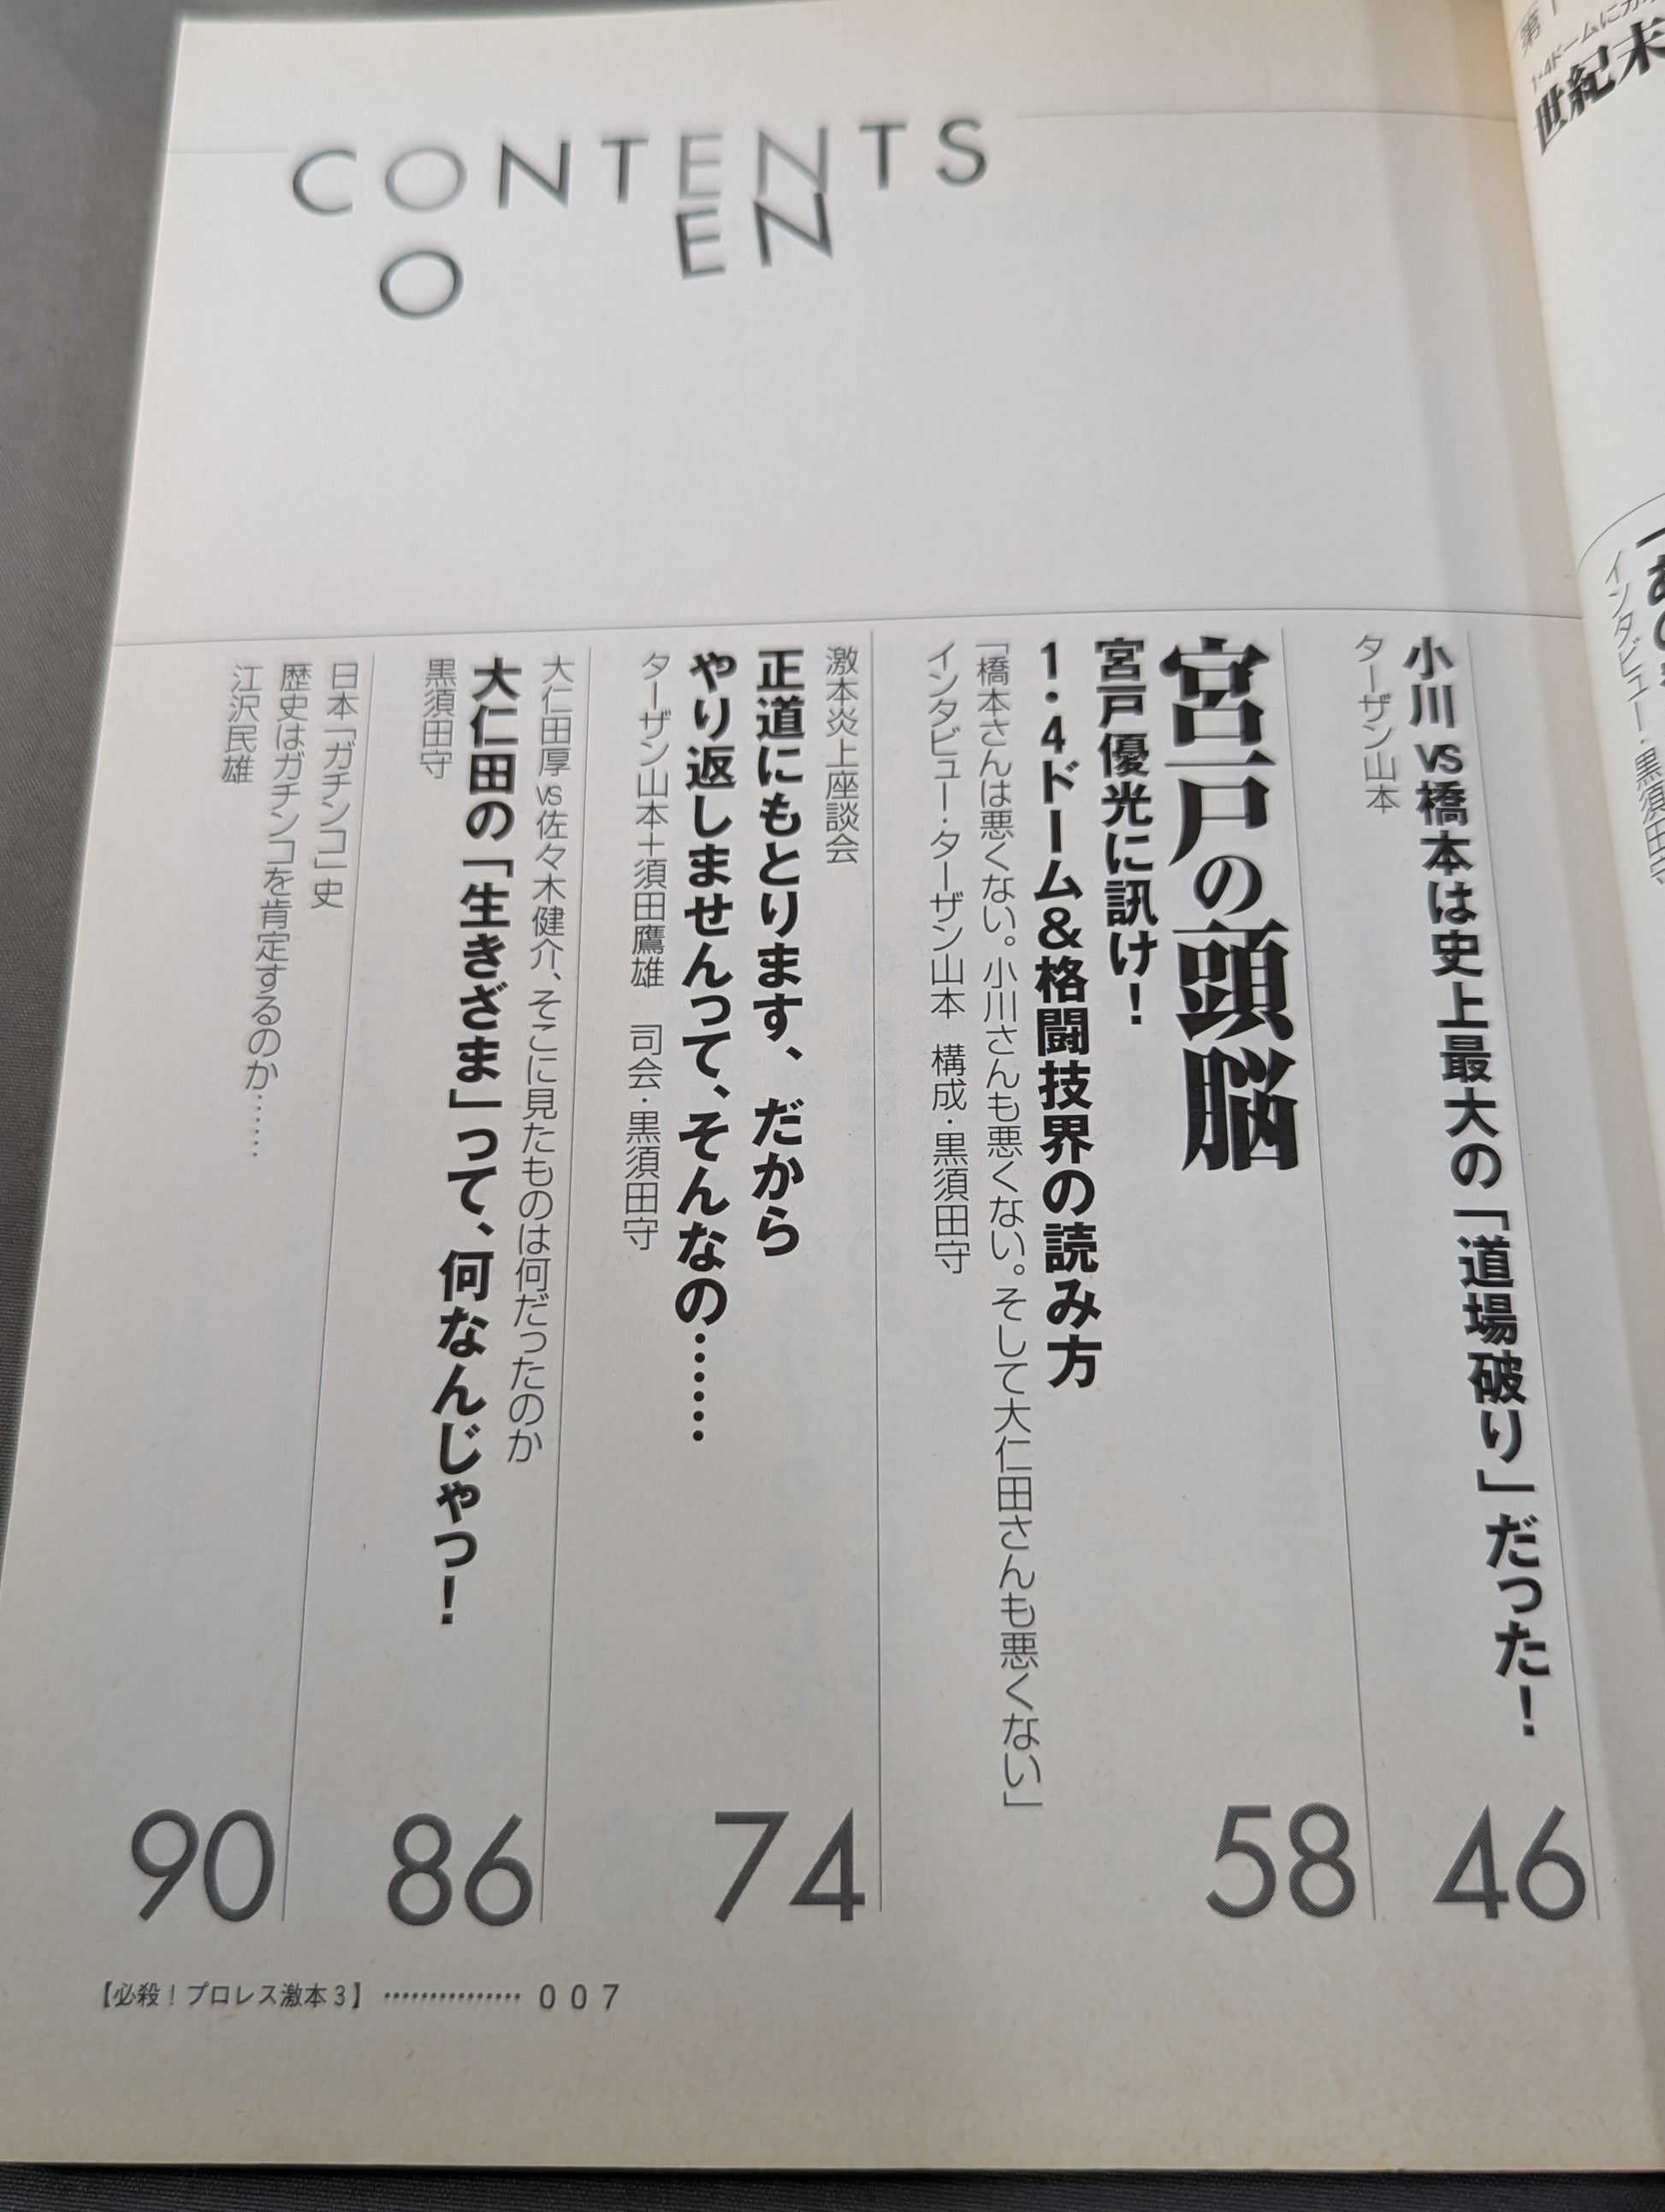 CONTENTS
O EN
小川VS橋本は史上最大の「道場破り」だった！
ターザン山本
46
宮戸の頭脳
宮戸優光に訊け！
1・4ドーム&格闘技界の読み方
「橋本さんは悪くない。小川さんも悪くない。そして大仁田さんも悪くない」
インタビュー・ターザン山本　構成・黒須田守
58
激本炎上座談会
正道にもとります、だから
やり返しませんって、そんなの……
ターザン山本＋須田鷹雄　司会・黒須田守
74
大仁田厚VS佐々木健介、そこに見たものは何だったのか
大仁田の「生きざま」って、何なんじゃっ！
黒須田守
86
日本「ガチンコ」史
歴史はガチンコを肯定するのか……
江沢民雄
90
【必殺！プロレス激本3】……………007
世紀末
インタビュー・黒須田守